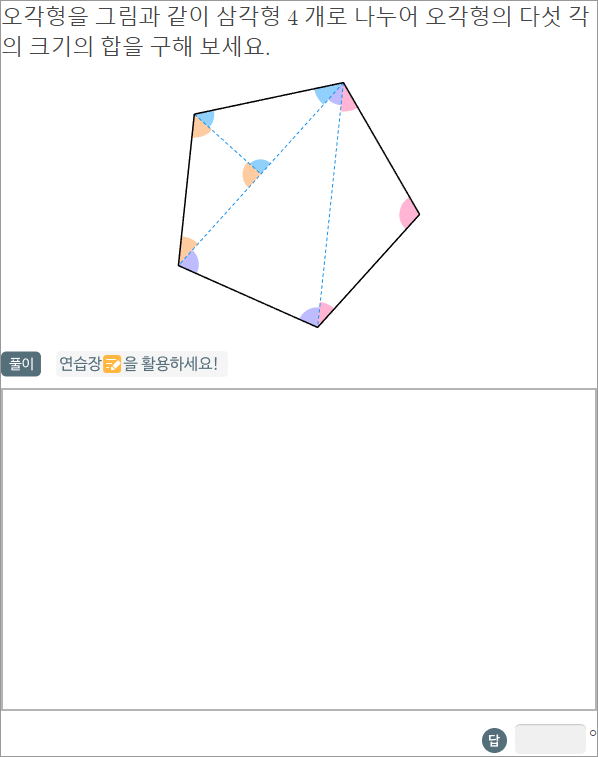 오각형을 그림과 같이 삼각형 4 개로 나누어 오각형의 다섯 각
의 크기의 합을 구해 보세요.
풀이 연습장을 활용하세요!
답 °